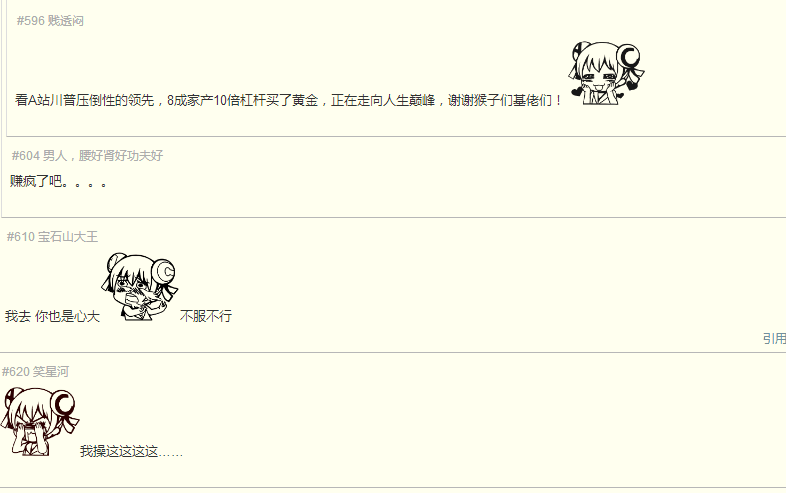 #596 贱透闷
看A站川普压倒性的领先，8成家产10倍杠杆买了黄金，正在走向人生巅峰，谢谢猴子们基佬们！
#604 男人，腰好肾好功夫好
赚疯了吧。。。。
#610 宝石山大王
我去 你也是心大 不服不行
引用
#620 笑星河
我操这这这这……